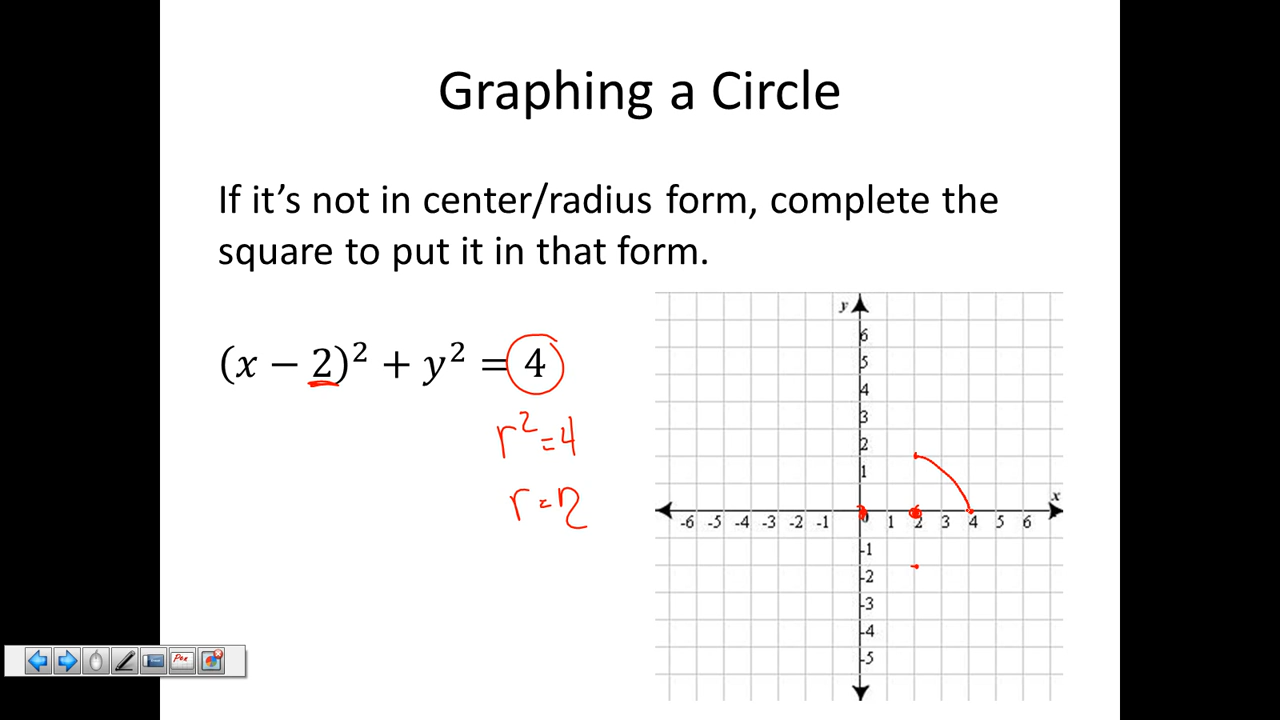 Graphing a Circle
If it's not in center/radius form, complete the
square to put it in that form.
(x − 2)² + y² = 4
r² = 4
r = 2
y
6
5
4
3
2
1
x
-6 -5 -4 -3 -2 -1 0 1 2 3 4 5 6
-1
-2
-3
-4
-5
Pen